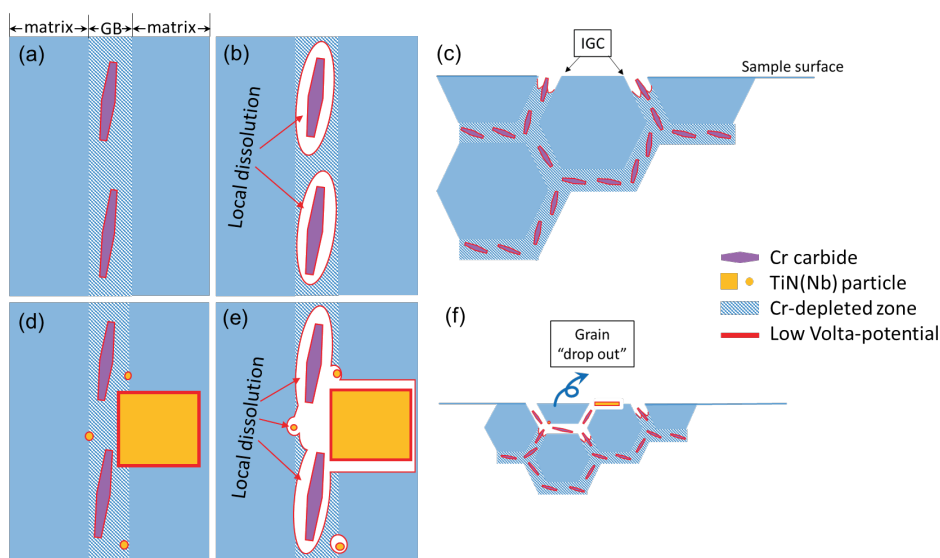 matrix GB matrix
(a)
(b)
Local dissolution
IGC
(c)
Sample surface
Cr carbide
TiN(Nb) particle
Cr-depleted zone
Low Volta-potential
(d)
(e)
Local dissolution
(f)
Grain
“drop out”